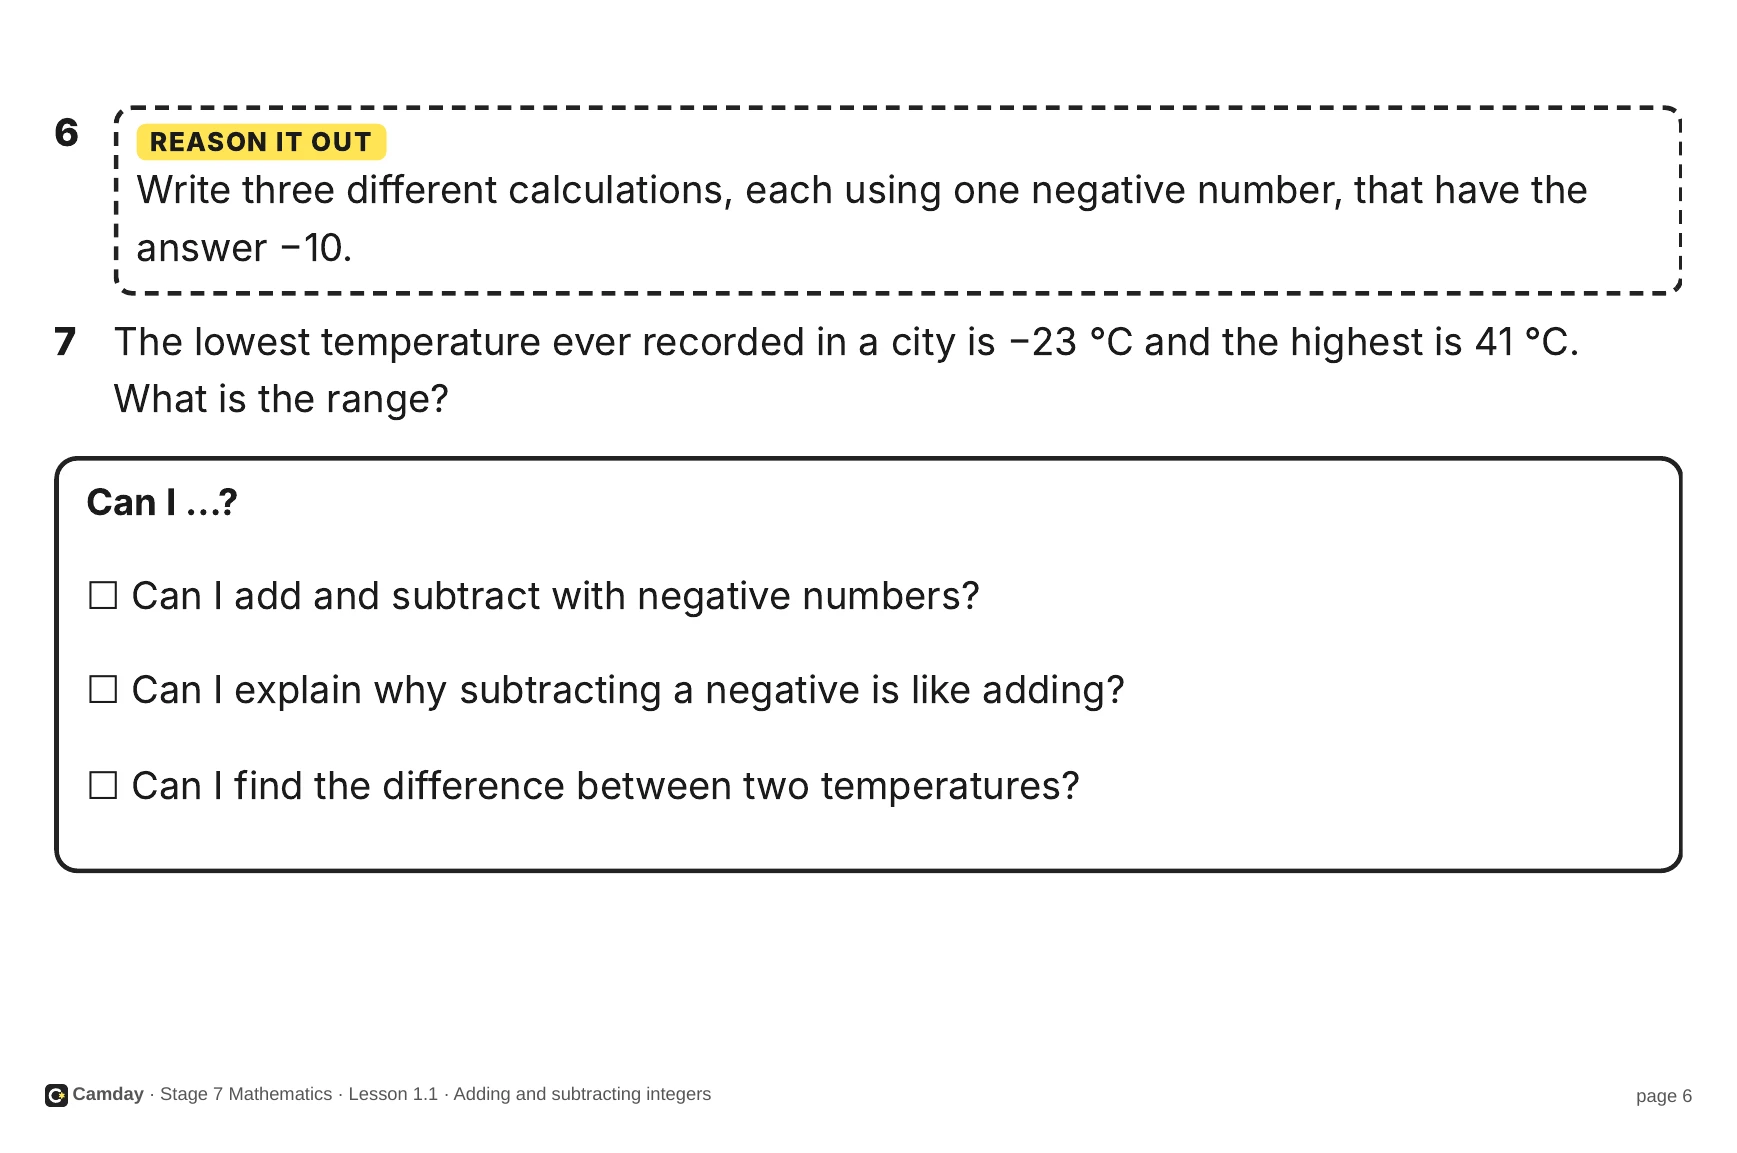 6
REASON IT OUT
Write three different calculations, each using one negative number, that have the
answer −10.
7 The lowest temperature ever recorded in a city is −23 °C and the highest is 41 °C.
What is the range?
Can I …?
☐ Can I add and subtract with negative numbers?
☐ Can I explain why subtracting a negative is like adding?
☐ Can I find the difference between two temperatures?
Camday · Stage 7 Mathematics · Lesson 1.1 · Adding and subtracting integers
page 6